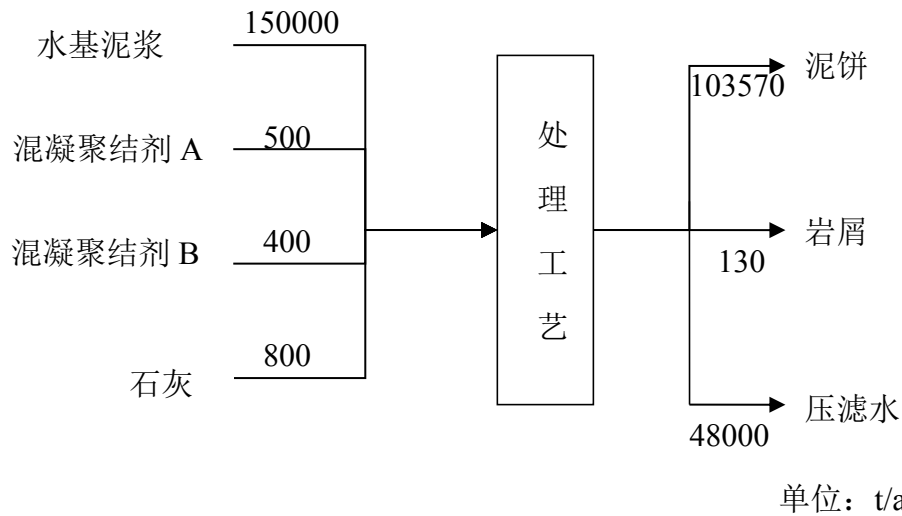 水基泥浆
150000
混凝聚结剂 A
500
混凝聚结剂 B
400
石灰
800
处理工艺
泥饼
103570
岩屑
130
压滤水
48000
单位：t/a